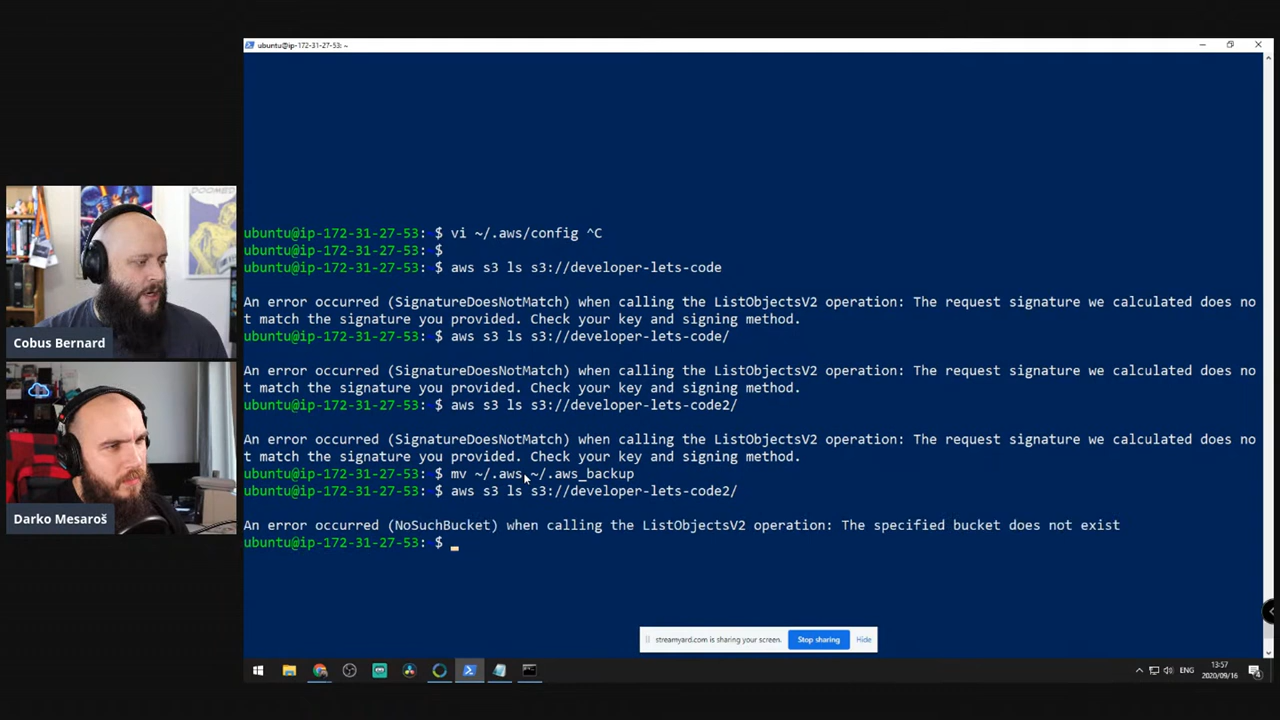 ubuntu@ip-172-31-27-53: ~
ubuntu@ip-172-31-27-53:~$ vi ~/.aws/config ^C
ubuntu@ip-172-31-27-53:~$
ubuntu@ip-172-31-27-53:~$ aws s3 ls s3://developer-lets-code
An error occurred (SignatureDoesNotMatch) when calling the ListObjectsV2 operation: The request signature we calculated does no
t match the signature you provided. Check your key and signing method.
ubuntu@ip-172-31-27-53:~$ aws s3 ls s3://developer-lets-code/
An error occurred (SignatureDoesNotMatch) when calling the ListObjectsV2 operation: The request signature we calculated does no
t match the signature you provided. Check your key and signing method.
ubuntu@ip-172-31-27-53:~$ aws s3 ls s3://developer-lets-code2/
An error occurred (SignatureDoesNotMatch) when calling the ListObjectsV2 operation: The request signature we calculated does no
t match the signature you provided. Check your key and signing method.
ubuntu@ip-172-31-27-53:~$ mv ~/.aws ~/.aws_backup
ubuntu@ip-172-31-27-53:~$ aws s3 ls s3://developer-lets-code2/
An error occurred (NoSuchBucket) when calling the ListObjectsV2 operation: The specified bucket does not exist
ubuntu@ip-172-31-27-53:~$
DOOMED
Cobus Bernard
Darko Mesaroš
streamyard.com is sharing your screen.
Stop sharing
Hide
ENG
13:57
2020/09/16
4